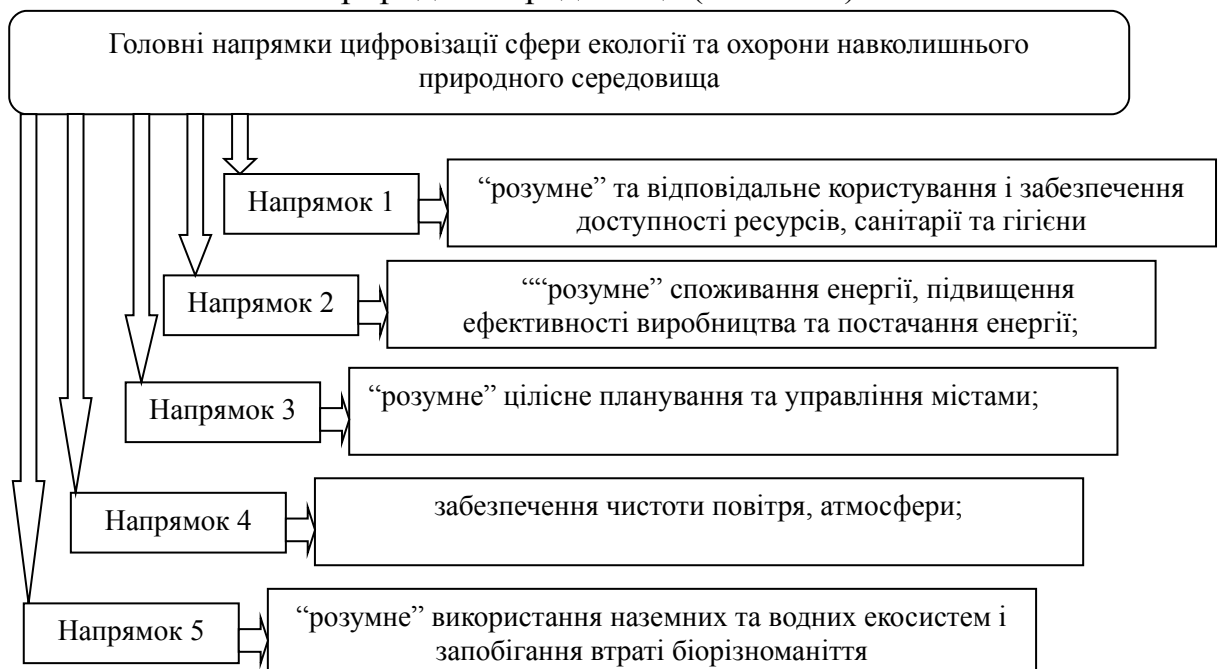 Головні напрямки цифровізації сфери екології та охорони навколишнього
природного середовища
Напрямок 1
“розумне” та відповідальне користування і забезпечення
доступності ресурсів, санітарії та гігієни
Напрямок 2
““розумне” споживання енергії, підвищення
ефективності виробництва та постачання енергії;
Напрямок 3
“розумне” цілісне планування та управління містами;
Напрямок 4
забезпечення чистоти повітря, атмосфери;
Напрямок 5
“розумне” використання наземних та водних екосистем і
запобігання втраті біорізноманіття